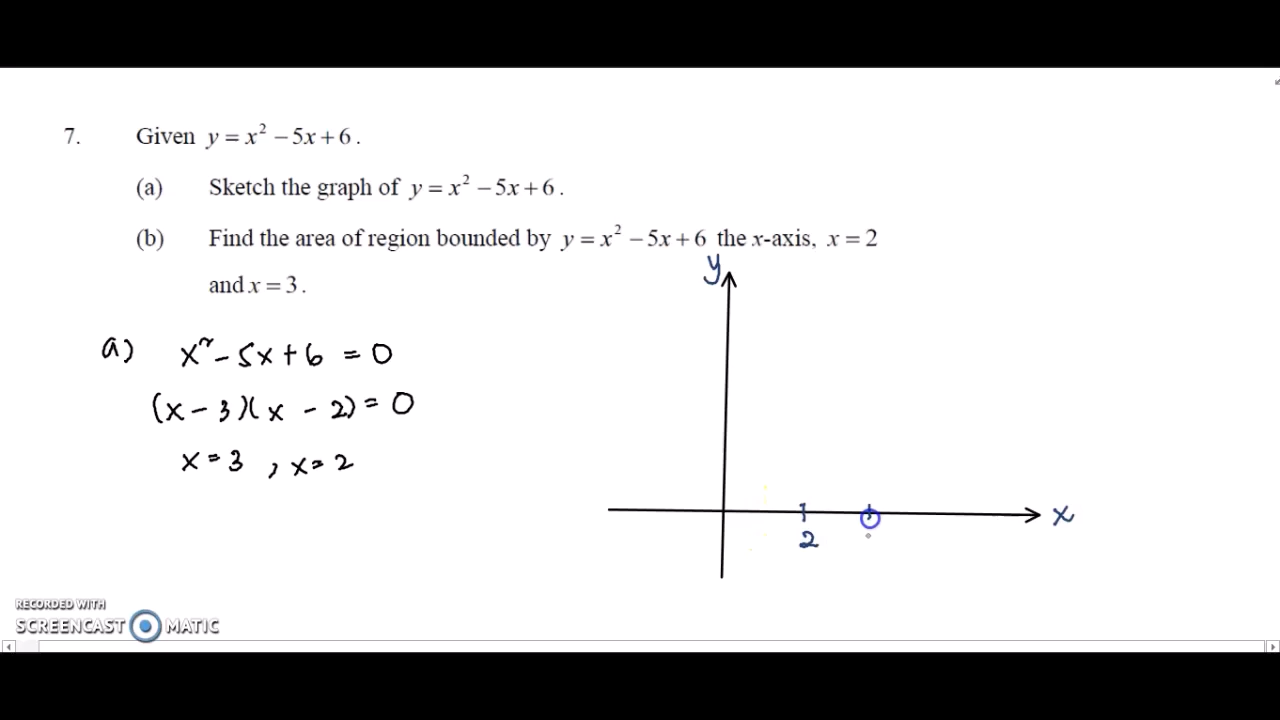 7. Given y = x² − 5x + 6 .
(a) Sketch the graph of y = x² − 5x + 6 .
(b) Find the area of region bounded by y = x² − 5x + 6 the x-axis, x = 2
and x = 3 .
y
a) x² − 5x + 6 = 0
(x − 3)(x − 2) = 0
x = 3 , x = 2
x
2
RECORDED WITH
SCREENCAST MATIC